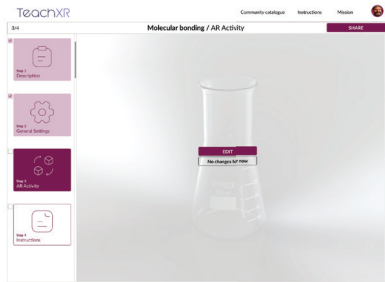 TeachXR
Community catalogue Instructions Mission
3/4
Molecular bonding / AR Activity
SHARE
Step 1
Description
Step 2
General Settings
Step 3
AR Activity
Step 4
Instructions
EDIT
No changes for now